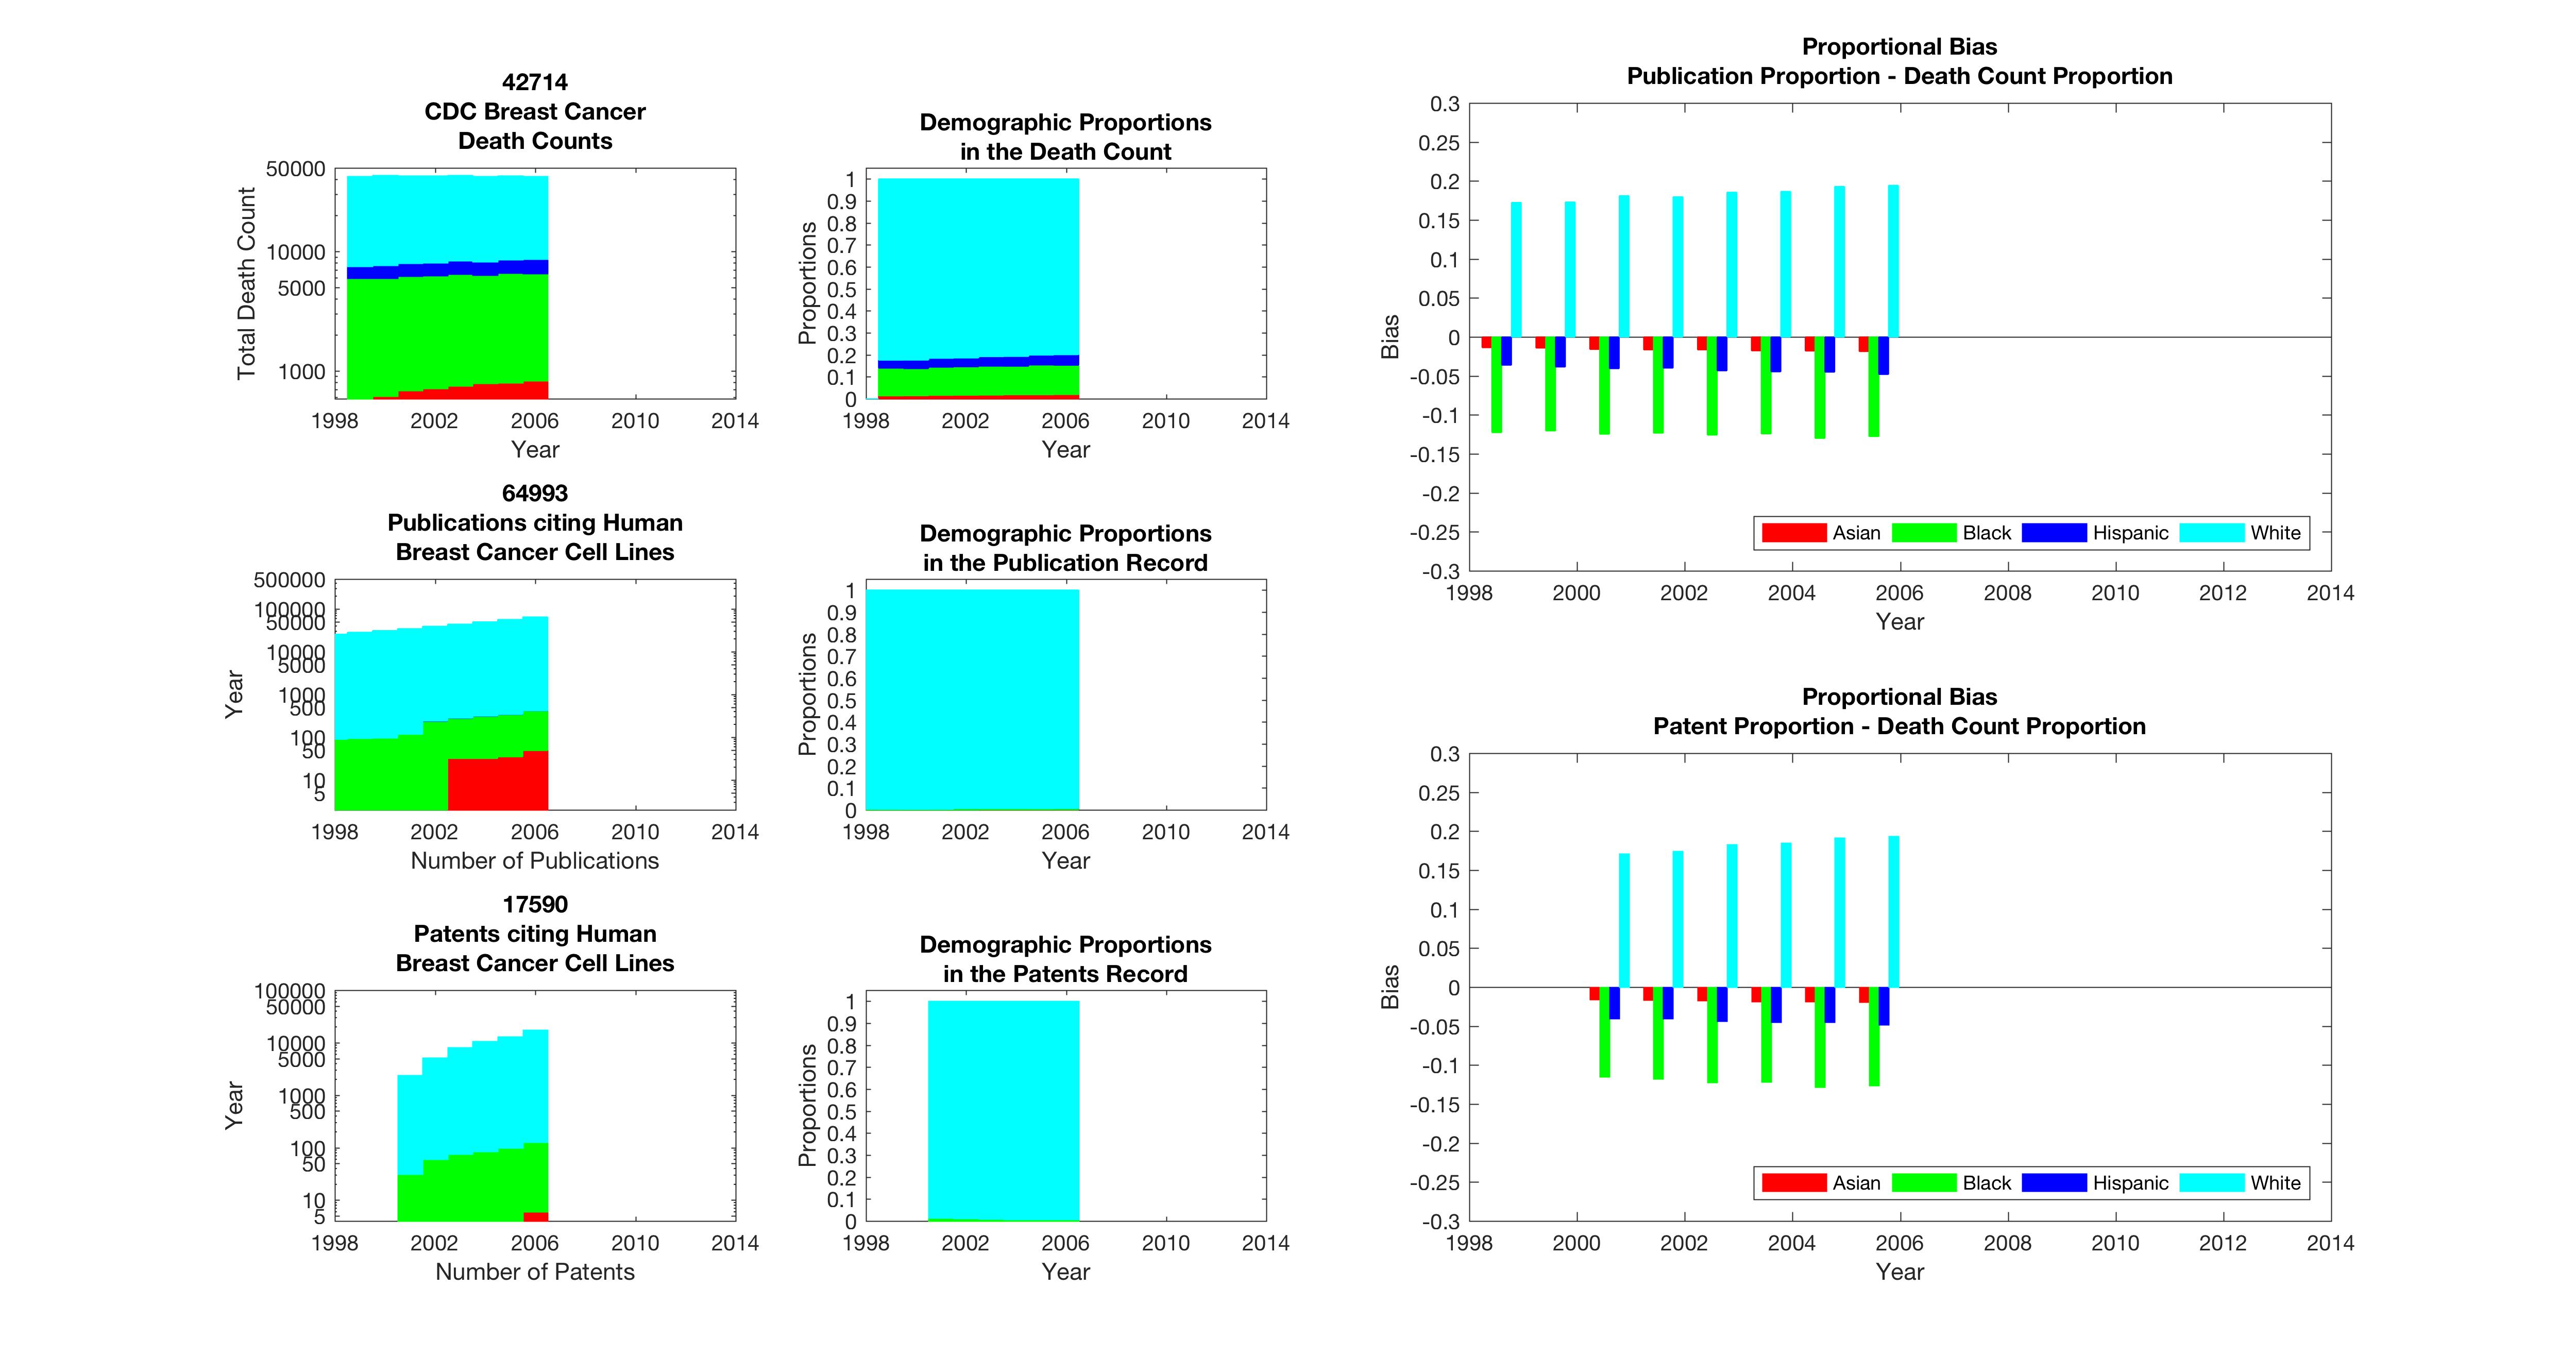 42714
CDC Breast Cancer
Death Counts
50000
10000
5000
1000
Total Death Count
1998 2002 2006 2010 2014
Year
Demographic Proportions
in the Death Count
1
0.9
0.8
0.7
0.6
0.5
0.4
0.3
0.2
0.1
0
Proportions
1998 2002 2006 2010 2014
Year
64993
Publications citing Human
Breast Cancer Cell Lines
500000
100000
50000
10000
5000
1000
500
100
50
10
5
Year
1998 2002 2006 2010 2014
Number of Publications
Demographic Proportions
in the Publication Record
1
0.9
0.8
0.7
0.6
0.5
0.4
0.3
0.2
0.1
0
Proportions
1998 2002 2006 2010 2014
Year
17590
Patents citing Human
Breast Cancer Cell Lines
100000
50000
10000
5000
1000
500
100
50
10
5
Year
1998 2002 2006 2010 2014
Number of Patents
Demographic Proportions
in the Patents Record
1
0.9
0.8
0.7
0.6
0.5
0.4
0.3
0.2
0.1
0
Proportions
1998 2002 2006 2010 2014
Year
Proportional Bias
Publication Proportion - Death Count Proportion
0.3
0.25
0.2
0.15
0.1
0.05
0
-0.05
-0.1
-0.15
-0.2
-0.25
-0.3
Bias
Asian Black Hispanic White
1998 2000 2002 2004 2006 2008 2010 2012 2014
Year
Proportional Bias
Patent Proportion - Death Count Proportion
0.3
0.25
0.2
0.15
0.1
0.05
0
-0.05
-0.1
-0.15
-0.2
-0.25
-0.3
Bias
Asian Black Hispanic White
1998 2000 2002 2004 2006 2008 2010 2012 2014
Year